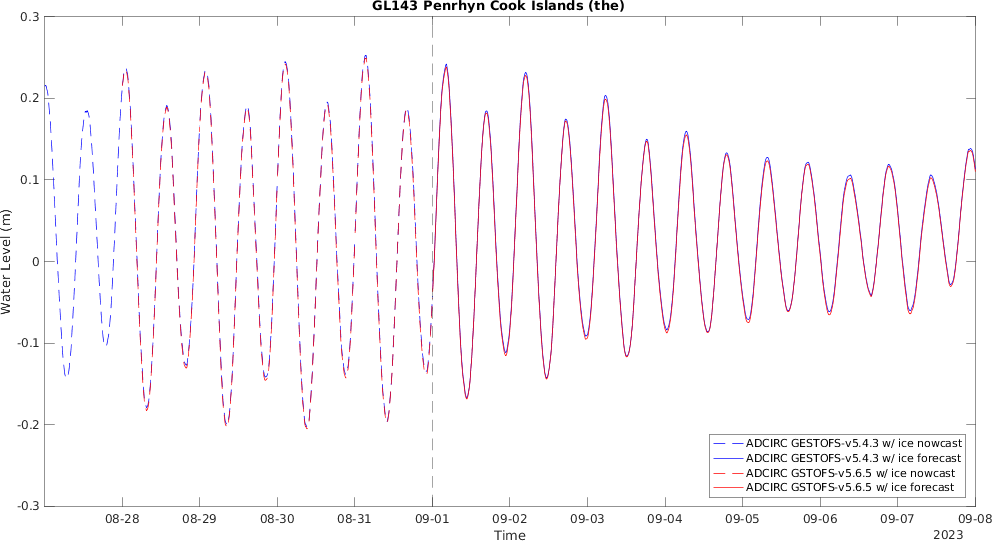 GL143 Penrhyn Cook Islands (the)
0.3
0.2
0.1
0
-0.1
-0.2
-0.3
Water Level (m)
08-28 08-29 08-30 08-31 09-01 09-02 09-03 09-04 09-05 09-06 09-07 09-08
Time
2023
ADCIRC GESTOFS-v5.4.3 w/ ice nowcast
ADCIRC GESTOFS-v5.4.3 w/ ice forecast
ADCIRC GSTOFS-v5.6.5 w/ ice nowcast
ADCIRC GSTOFS-v5.6.5 w/ ice forecast